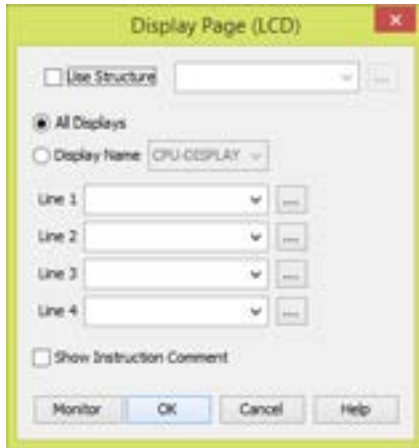 Display Page (LCD)
Use Structure
...
All Displays
Display Name CPU-DISPLAY
Line 1 ...
Line 2 ...
Line 3 ...
Line 4 ...
Show Instruction Comment
Monitor OK Cancel Help